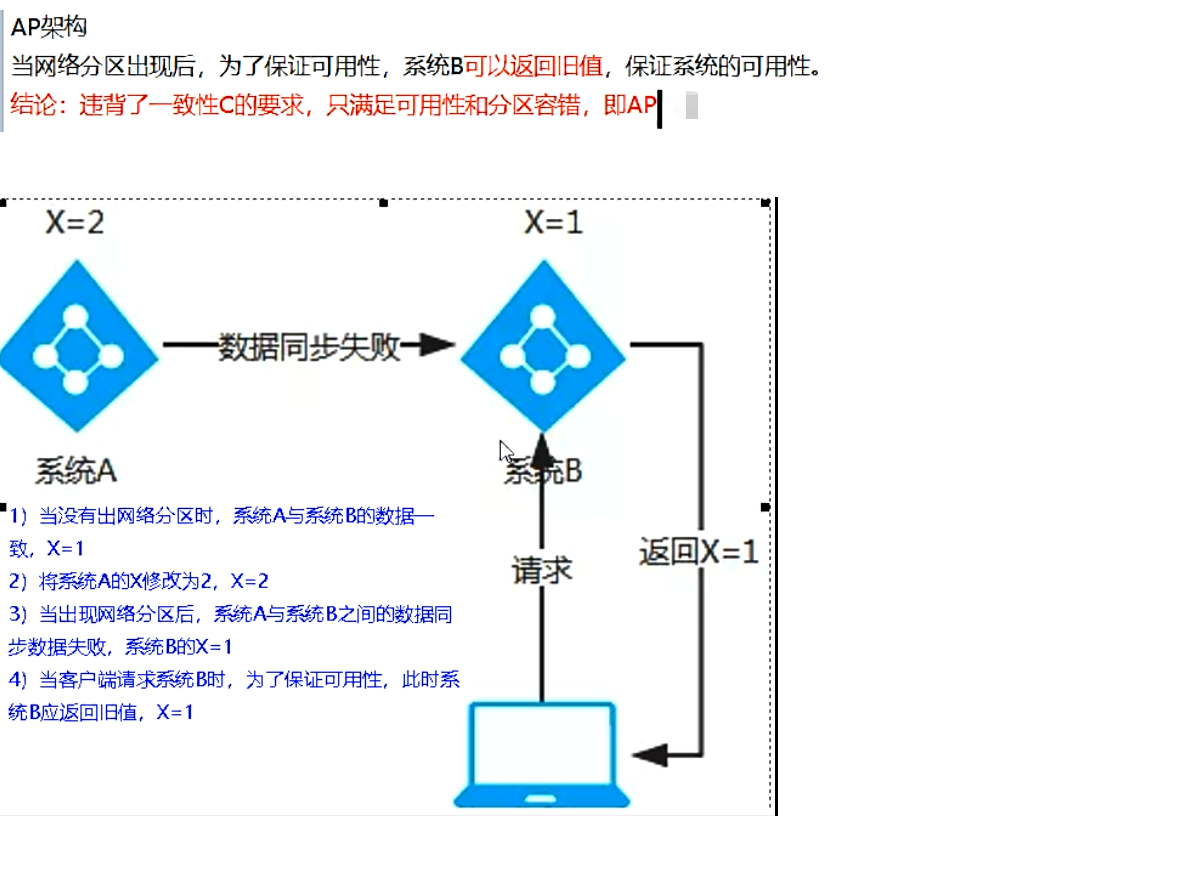 AP架构
当网络分区出现后，为了保证可用性，系统B可以返回旧值，保证系统的可用性。
结论：违背了一致性C的要求，只满足可用性和分区容错，即AP
X=2
X=1
数据同步失败
系统A
系统B
1）当没有出网络分区时，系统A与系统B的数据一
致，X=1
2）将系统A的X修改为2，X=2
3）当出现网络分区后，系统A与系统B之间的数据同
步数据失败，系统B的X=1
4）当客户端请求系统B时，为了保证可用性，此时系
统B应返回旧值，X=1
请求
返回X=1